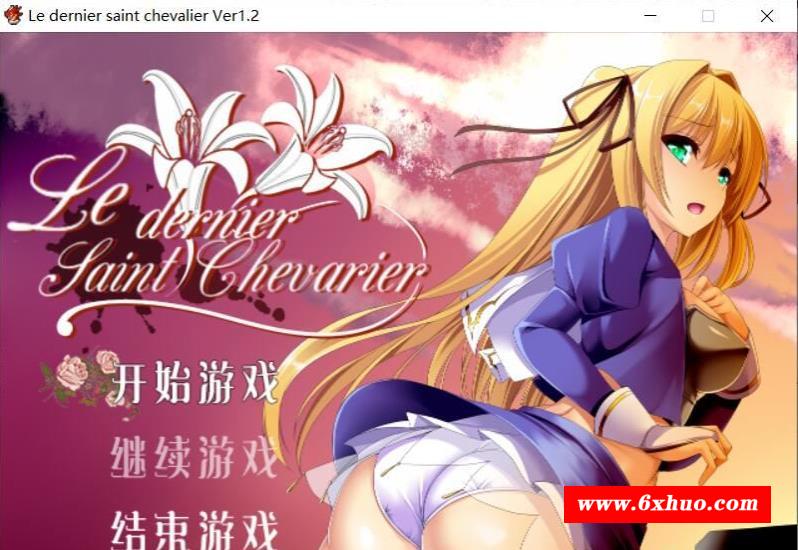 Le dernier saint chevalier Ver1.2
Le dernier
Saint Chevarier
开始游戏
继续游戏
结束游戏
www.6xhuo.com